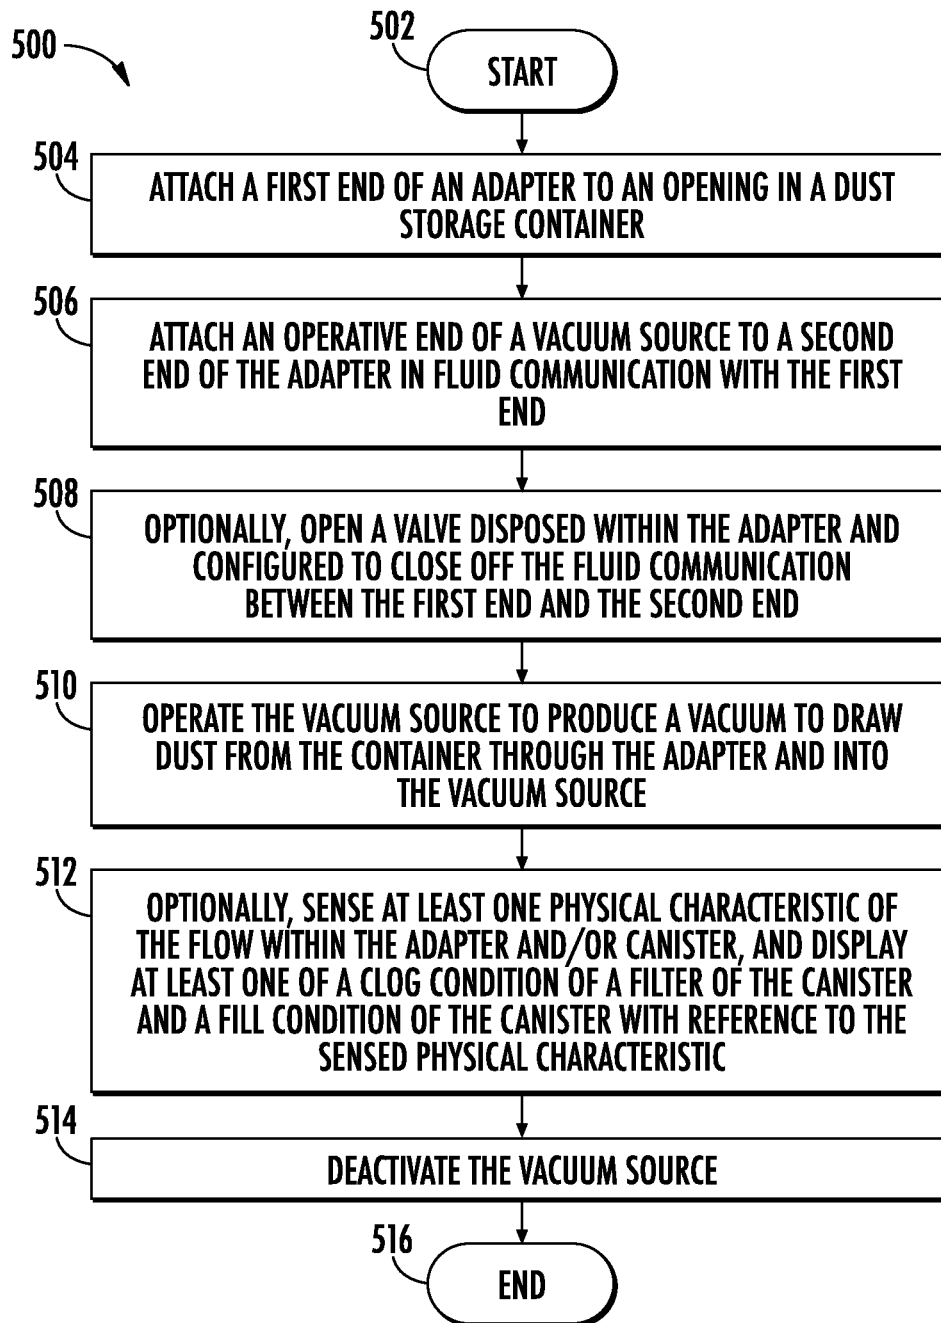 500
502
START
504
ATTACH A FIRST END OF AN ADAPTER TO AN OPENING IN A DUST
STORAGE CONTAINER
506
ATTACH AN OPERATIVE END OF A VACUUM SOURCE TO A SECOND
END OF THE ADAPTER IN FLUID COMMUNICATION WITH THE FIRST
END
508
OPTIONALLY, OPEN A VALVE DISPOSED WITHIN THE ADAPTER AND
CONFIGURED TO CLOSE OFF THE FLUID COMMUNICATION
BETWEEN THE FIRST END AND THE SECOND END
510
OPERATE THE VACUUM SOURCE TO PRODUCE A VACUUM TO DRAW
DUST FROM THE CONTAINER THROUGH THE ADAPTER AND INTO
THE VACUUM SOURCE
512
OPTIONALLY, SENSE AT LEAST ONE PHYSICAL CHARACTERISTIC OF
THE FLOW WITHIN THE ADAPTER AND/OR CANISTER, AND DISPLAY
AT LEAST ONE OF A CLOG CONDITION OF A FILTER OF THE CANISTER
AND A FILL CONDITION OF THE CANISTER WITH REFERENCE TO THE
SENSED PHYSICAL CHARACTERISTIC
514
DEACTIVATE THE VACUUM SOURCE
516
END